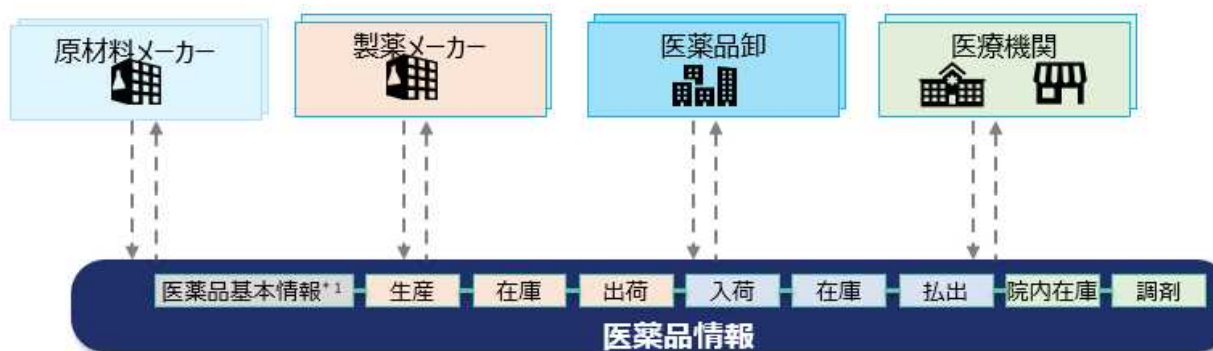 原材料メーカー
製薬メーカー
医薬品卸
医療機関
医薬品基本情報*1
生産
在庫
出荷
入荷
在庫
払出
院内在庫
調剤
医薬品情報